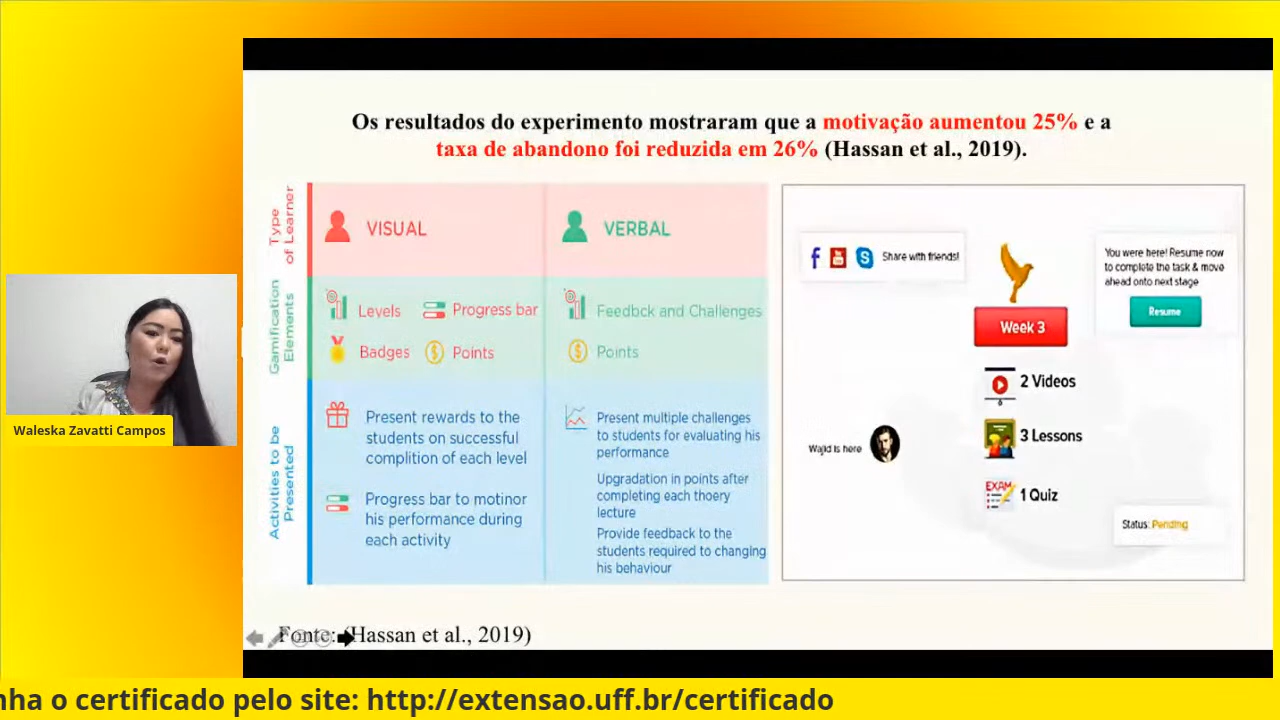 Os resultados do experimento mostraram que a motivação aumentou 25% e a
taxa de abandono foi reduzida em 26% (Hassan et al., 2019).
Type
of Learner
VISUAL
VERBAL
Gamification
Elements
Levels
Progress bar
Badges
Points
Feedbck and Challenges
Points
Activities to be
Presented
Present rewards to the
students on successful
complition of each level
Progress bar to motinor
his performance during
each activity
Present multiple challenges
to students for evaluating his
performance
Upgradation in points after
completing each thoery
lecture
Provide feedback to the
students required to changing
his behaviour
f
You
S
Share with friends!
You were here! Resume now
to complete the task & move
ahead onto next stage
Resume
Week 3
2 Videos
3 Lessons
EXAM
1 Quiz
Wajid is here
Status: Pending
Fonte: (Hassan et al., 2019)
Waleska Zavatti Campos
nha o certificado pelo site: http://extensao.uff.br/certificado